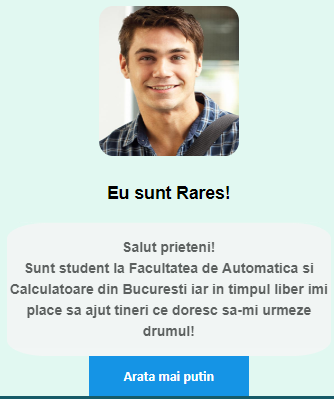 Eu sunt Rares!
Salut prieteni!
Sunt student la Facultatea de Automatica si
Calculatoare din Bucuresti iar in timpul liber imi
place sa ajut tineri ce doresc sa-mi urmeze
drumul!
Arata mai putin